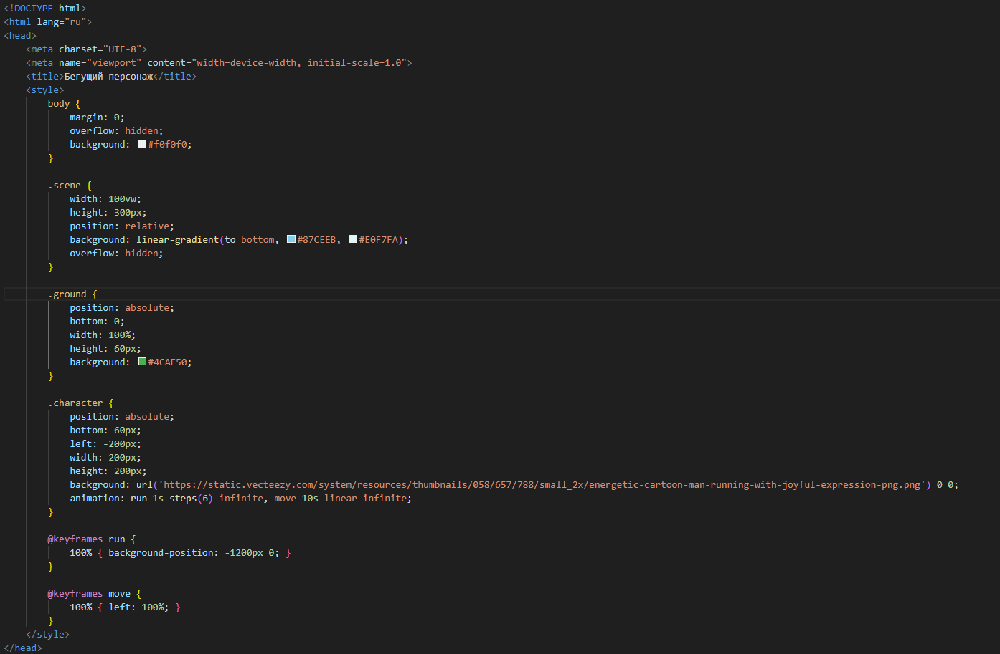 <!DOCTYPE html>
<html lang="ru">
<head>
    <meta charset="UTF-8">
    <meta name="viewport" content="width=device-width, initial-scale=1.0">
    <title>Бегущий персонаж</title>
    <style>
        body {
            margin: 0;
            overflow: hidden;
            background: #f0f0f0;
        }

        .scene {
            width: 100vw;
            height: 300px;
            position: relative;
            background: linear-gradient(to bottom, #87CEEB, #E0F7FA);
            overflow: hidden;
        }

        .ground {
            position: absolute;
            bottom: 0;
            width: 100%;
            height: 60px;
            background: #4CAF50;
        }

        .character {
            position: absolute;
            bottom: 60px;
            left: -200px;
            width: 200px;
            height: 200px;
            background: url('https://static.vecteezy.com/system/resources/thumbnails/058/657/788/small_2x/energetic-cartoon-man-running-with-joyful-expression-png.png') 0 0;
            animation: run 1s steps(6) infinite, move 10s linear infinite;
        }

        @keyframes run {
            100% { background-position: -1200px 0; }
        }

        @keyframes move {
            100% { left: 100%; }
        }
    </style>
</head>